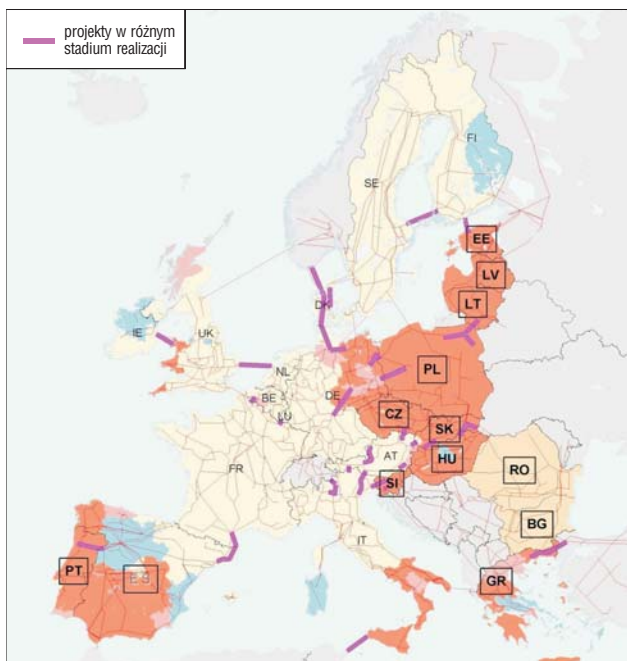 projekty w różnym
stadium realizacji
FI
SE
EE
LV
LT
DK
IE
UK
NL
PL
BE
DE
LU
CZ
SK
FR
AT
HU
SI
RO
BG
IT
PT
ES
GR